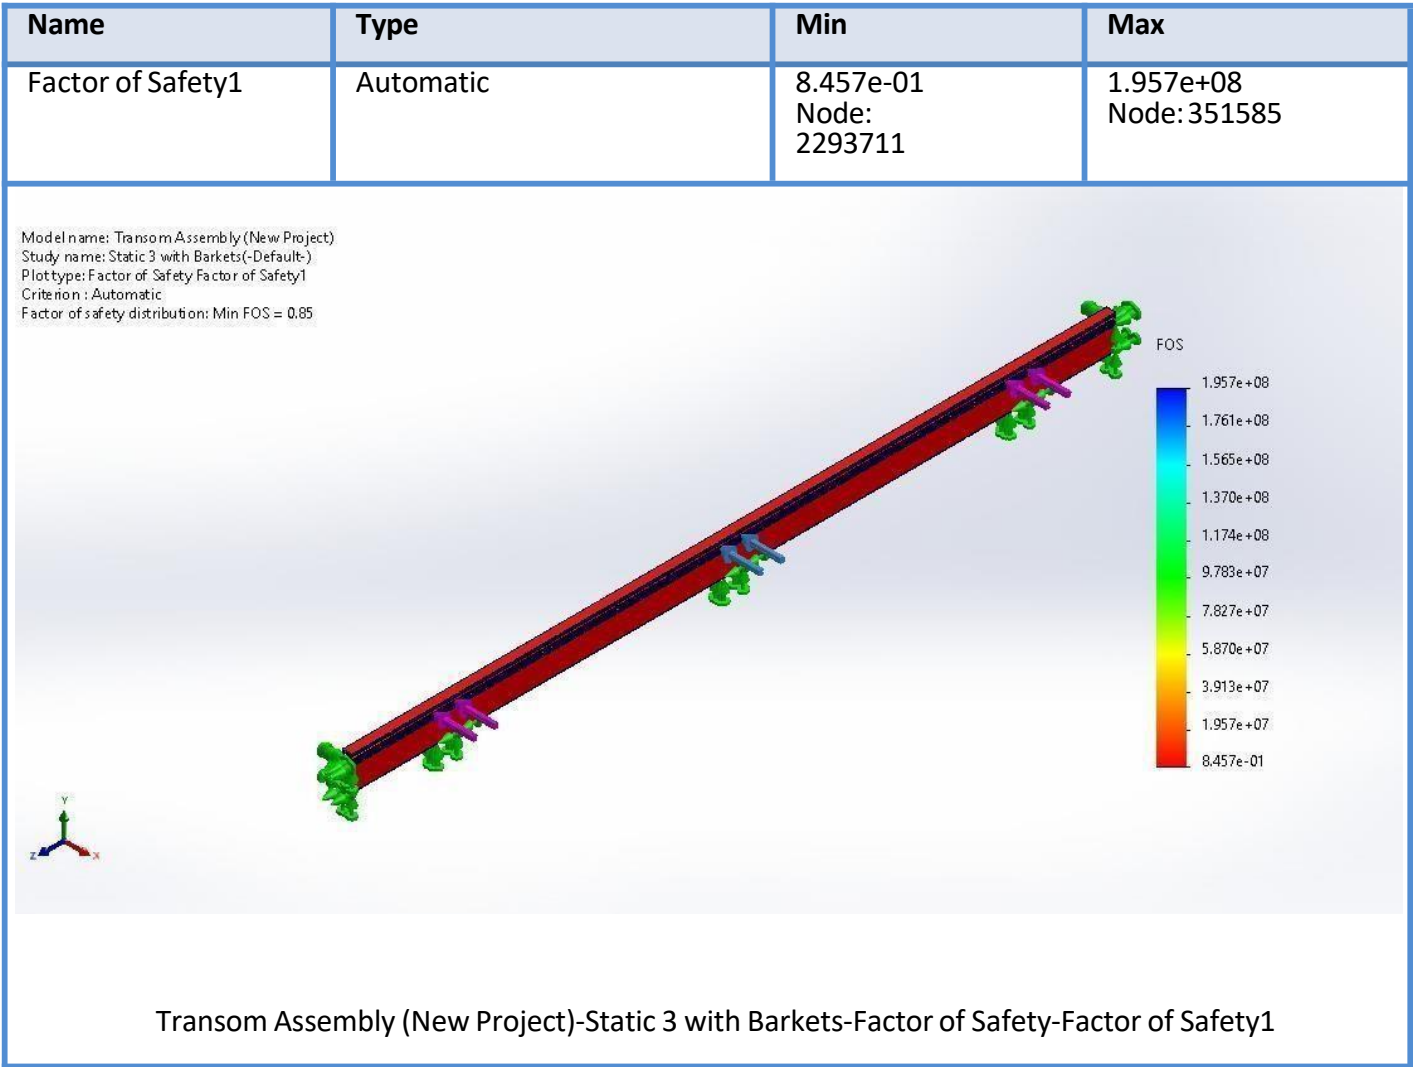 Name Type Min Max
Factor of Safety1 Automatic 8.457e-01 1.957e+08
Node: Node: 351585
2293711
Model name: Transom Assembly (New Project)
Study name: Static 3 with Barkets(-Default-)
Plot type: Factor of Safety Factor of Safety1
Criterion : Automatic
Factor of safety distribution: Min FOS = 0.85
FOS
1.957e+08
1.761e+08
1.565e+08
1.370e+08
1.174e+08
9.783e+07
7.827e+07
5.870e+07
3.913e+07
1.957e+07
8.457e-01
Y
Z X
Transom Assembly (New Project)-Static 3 with Barkets-Factor of Safety-Factor of Safety1